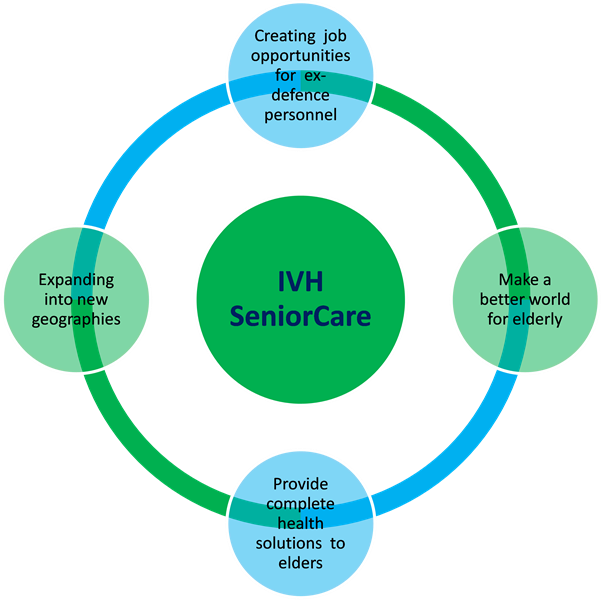 Creating job
opportunities
for ex-
defence
personnel
Expanding
into new
geographies
IVH
SeniorCare
Make a
better world
for elderly
Provide
complete
health
solutions to
elders